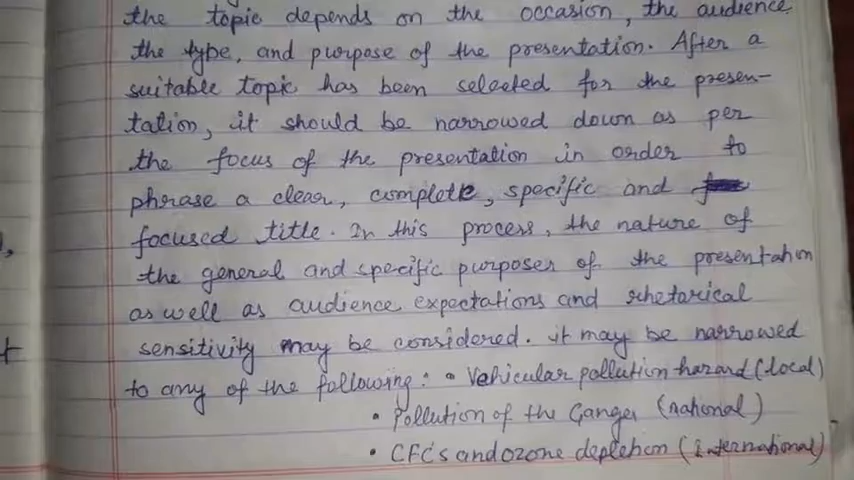 the topic depends on the occasion, the audience
the type, and purpose of the presentation. After a
suitable topic has been selected for the presen-
tation, it should be narrowed down as per
the focus of the presentation in order to
phrase a clear, complete, specific and
focused title. In this process, the nature of
the general and specific purposes of the presentation
as well as audience expectations and rhetorical
sensitivity may be considered. it may be narrowed
to any of the following: • Vehicular pollution hazard (local)
• Pollution of the Ganges (national)
• CFC's and ozone depletion (International)